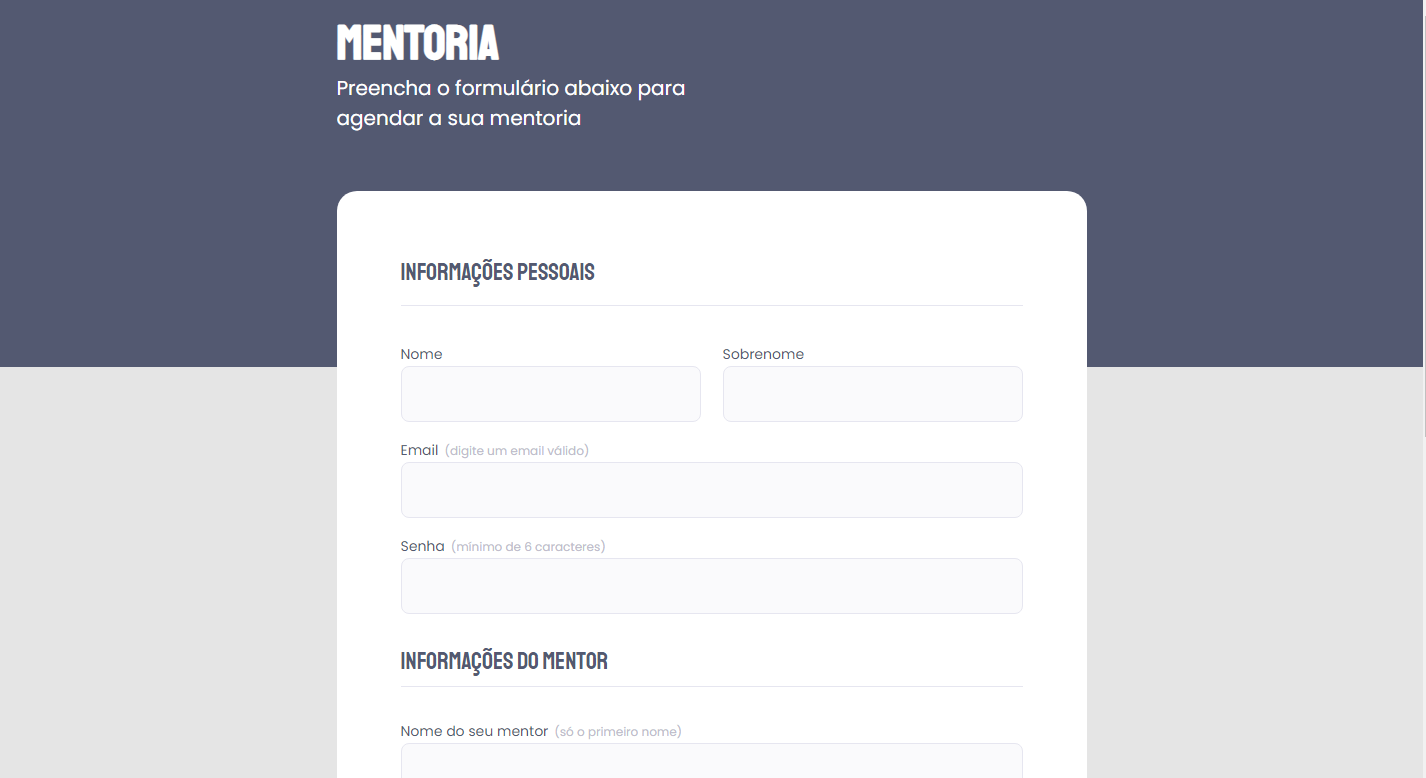 MENTORIA
Preencha o formulário abaixo para
agendar a sua mentoria
INFORMAÇÕES PESSOAIS
Nome Sobrenome
Email (digite um email válido)
Senha (mínimo de 6 caracteres)
INFORMAÇÕES DO MENTOR
Nome do seu mentor (só o primeiro nome)